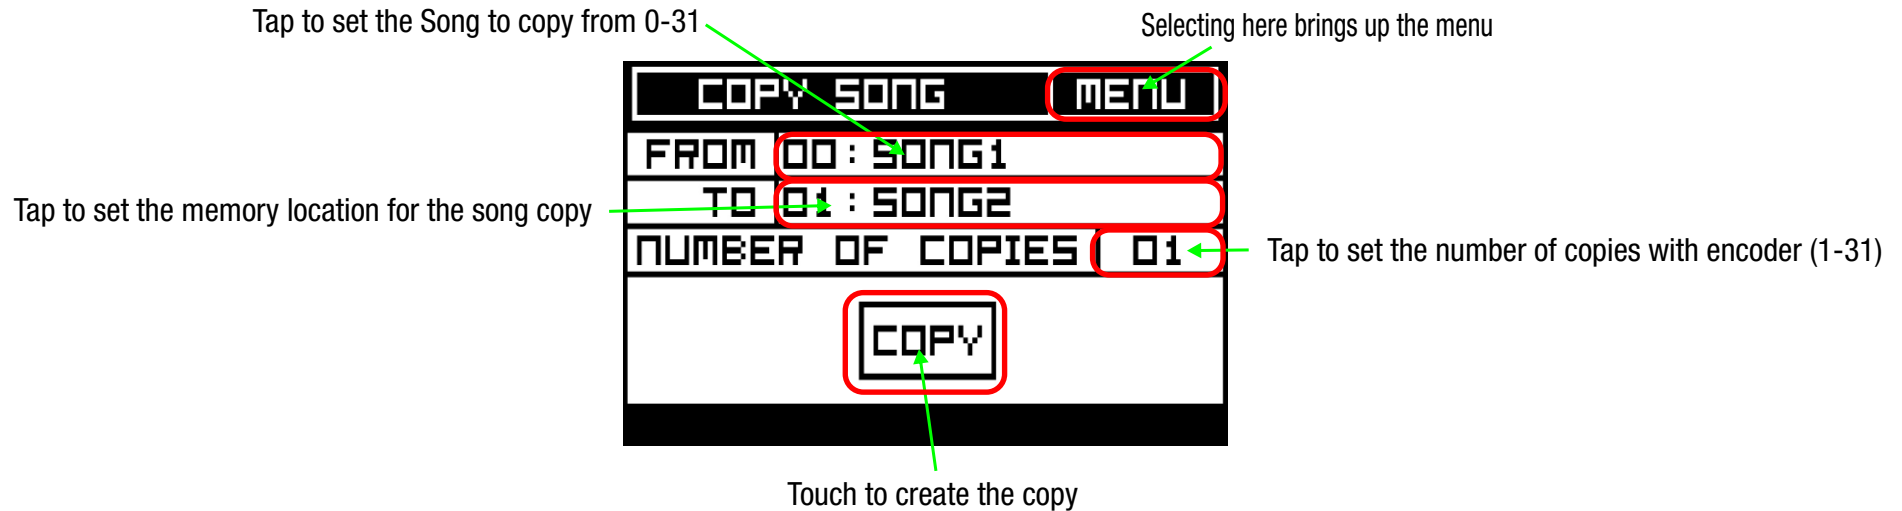 Tap to set the Song to copy from 0-31
Selecting here brings up the menu
COPY SONG MENU
FROM 00:SONG1
Tap to set the memory location for the song copy
TO 01:SONG2
NUMBER OF COPIES 01
Tap to set the number of copies with encoder (1-31)
COPY
Touch to create the copy